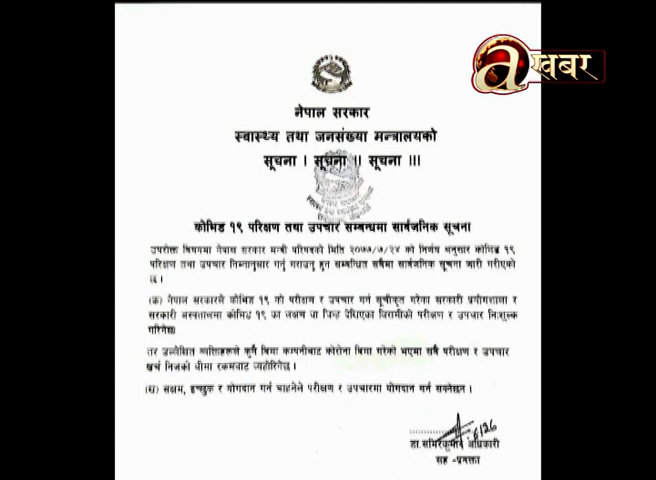 a खबर
नेपाल सरकार
स्वास्थ्य तथा जनसंख्या मन्त्रालयको
सूचना । सूचना ।। सूचना ।।।
कोभिड १९ परिक्षण तथा उपचार सम्बन्धमा सार्वजनिक सूचना
उपरोक्त विषयमा नेपाल सरकार मन्त्री परिषदको मिति २०७७/७/२४ को निर्णय अनुसार कोभिड १९
परिक्षण तथा उपचार निम्नानुसार गर्नु गराउनु हुन सम्बन्धित सबैमा सार्वजनिक सूचना जारी गरीएको
छ ।
(क) नेपाल सरकारले कोभिड १९ को परीक्षण र उपचार गर्न सूचीकृत गरेका सरकारी प्रयोगशाला र
सरकारी अस्पतालमा कोभिड १९ का लक्षण वा चिन्ह देखिएका विरामीको परीक्षण र उपचार नि:शुल्क
गरिनेछ
तर उल्लेखित व्यक्तिहरूले कुनै विमा कम्पनीबाट कोरोना विमा गरेको भएमा सबै परीक्षण र उपचार
खर्च निजको वीमा रकमबाट व्यहोरिनेछ ।
(ख) सक्षम, इच्छुक र योगदान गर्न चाहनेले परीक्षण र उपचारमा योगदान गर्न सक्नेछन ।
डा.समिरकुमार अधिकारी
सह -प्रवक्ता